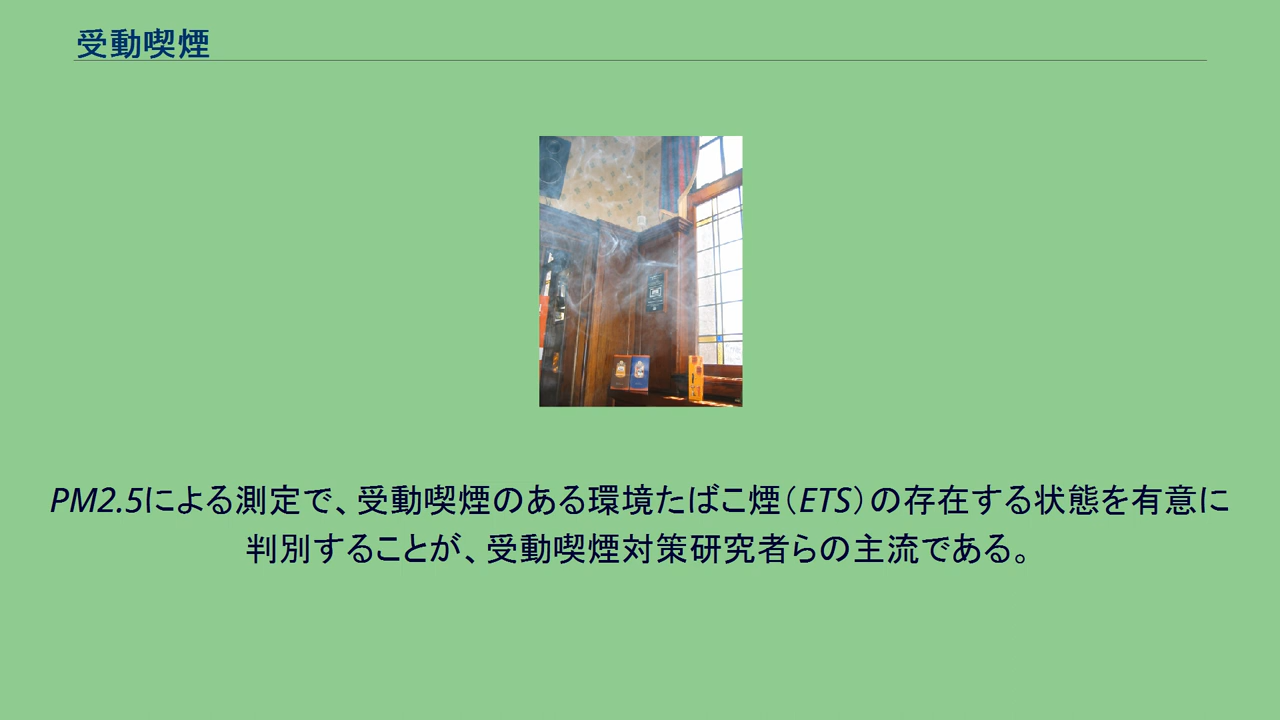 受動喫煙
PM2.5による測定で、受動喫煙のある環境たばこ煙（ETS）の存在する状態を有意に
判別することが、受動喫煙対策研究者らの主流である。